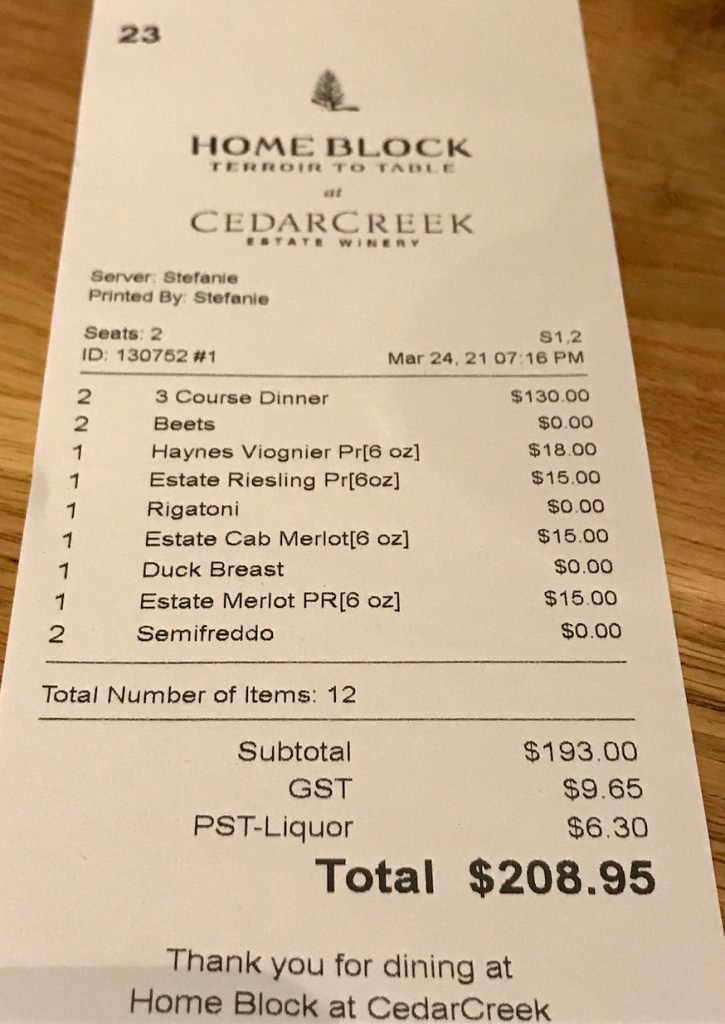 23
HOME BLOCK
TERROIR TO TABLE
at
CEDARCREEK
ESTATE WINERY
Server: Stefanie
Printed By: Stefanie
Seats: 2 S1,2
ID: 130752 #1 Mar 24, 21 07:16 PM
2 3 Course Dinner $130.00
2 Beets $0.00
1 Haynes Viognier Pr[6 oz] $18.00
1 Estate Riesling Pr[6oz] $15.00
1 Rigatoni $0.00
1 Estate Cab Merlot[6 oz] $15.00
1 Duck Breast $0.00
1 Estate Merlot PR[6 oz] $15.00
2 Semifreddo $0.00
Total Number of Items: 12
Subtotal $193.00
GST $9.65
PST-Liquor $6.30
Total $208.95
Thank you for dining at
Home Block at CedarCreek